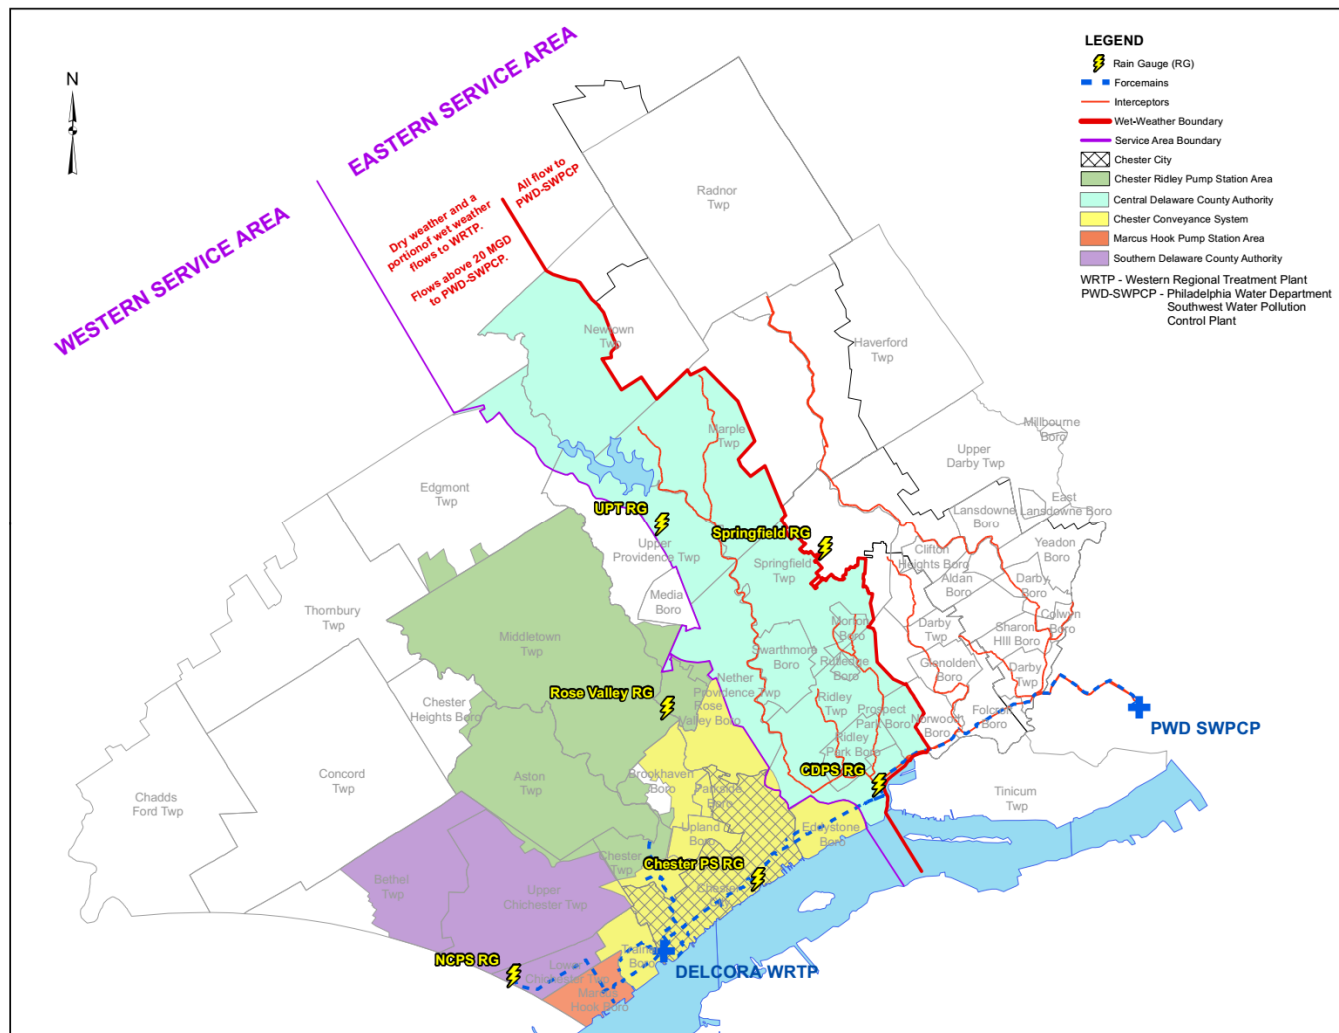 N
WESTERN SERVICE AREA
EASTERN SERVICE AREA
Dry weather and a
portionof wet weather
flows to WRTP.
Flows above 20 MGD
to PWD-SWPCP.
All flow to
PWD-SWPCP
LEGEND
Rain Gauge (RG)
Forcemains
Interceptors
Wet-Weather Boundary
Service Area Boundary
Chester City
Chester Ridley Pump Station Area
Central Delaware County Authority
Chester Conveyance System
Marcus Hook Pump Station Area
Southern Delaware County Authority
WRTP - Western Regional Treatment Plant
PWD-SWPCP - Philadelphia Water Department
Southwest Water Pollution
Control Plant
Radnor
Twp
Newtown
Twp
Haverford
Twp
Marple
Twp
Millbourne
Boro
Upper
Darby Twp
Edgmont
Twp
East
Lansdowne Boro
Lansdowne
Boro
UPT RG
Springfield RG
Upper
Providence Twp
Springfield
Twp
Yeadon
Boro
Clifton
Heights Boro
Aldan
Boro
Darby
Boro
Media
Boro
Thornbury
Twp
Colwyn
Boro
Morton
Boro
Darby
Twp
Sharon
HIll Boro
Middletown
Twp
Swarthmore
Boro
Rutledge
Boro
Glenolden
Boro
Darby
Twp
Nether
Providence Twp
Rose Valley RG
Rose
Valley Boro
Ridley
Twp
Prospect
Park Boro
Norwood
Boro
Folcroft
Boro
Chester
Heights Boro
PWD SWPCP
Ridley
Park Boro
CDPS RG
Concord
Twp
Aston
Twp
Brookhaven
Boro
Parkside
Boro
Tinicum
Twp
Chadds
Ford Twp
Upland
Boro
Eddystone
Boro
Chester
Twp
Chester PS RG
Chester
Bethel
Twp
Upper
Chichester Twp
NCPS RG
Trainer
Boro
Lower
Chichester Twp
DELCORA WRTP
Marcus
Hook Boro